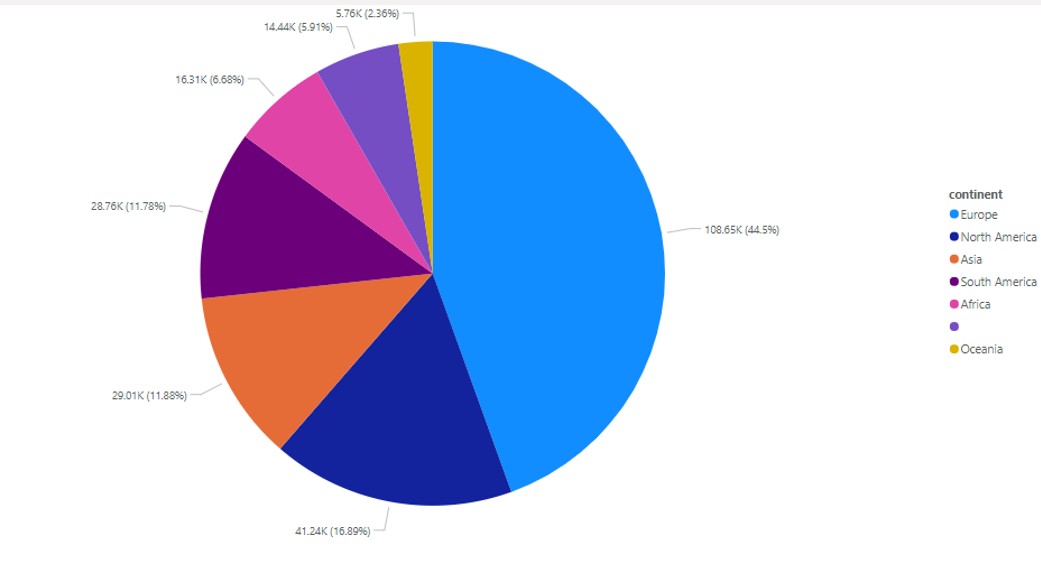 5.76K (2.36%)
14.44K (5.91%)
16.31K (6.68%)
28.76K (11.78%)
29.01K (11.88%)
41.24K (16.89%)
108.65K (44.5%)
continent
Europe
North America
Asia
South America
Africa
Oceania